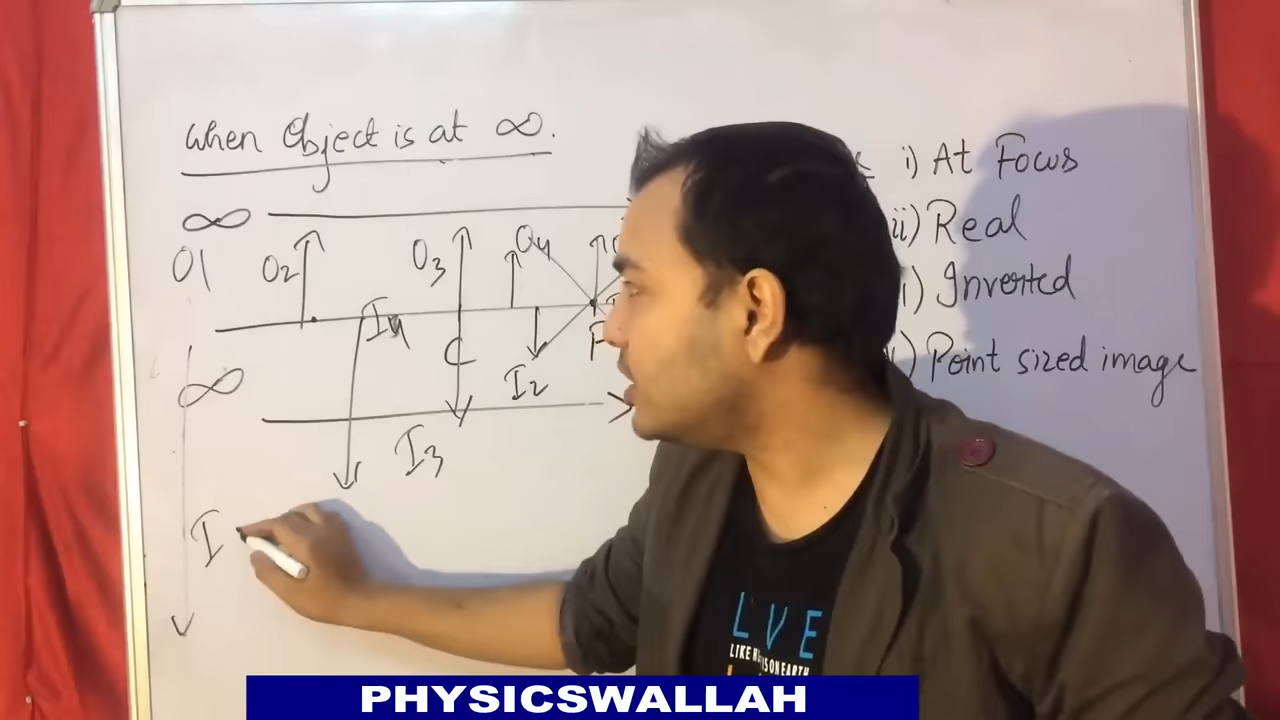 When Object is at ∞.
i) At Focus
ii) Real
i) Inverted
) Point sized image
∞
O1
O2
O3
O4
I4
C
F
I2
∞
I3
I
LVE
PHYSICSWALLAH